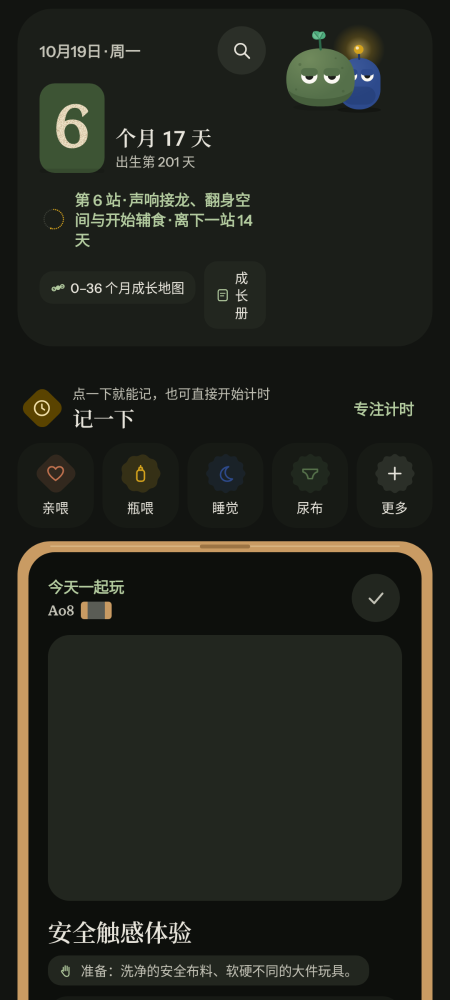 10月19日·周一
6
个月 17 天
出生第 201 天
第 6 站·声响接龙、翻身空
间与开始辅食·离下一站 14
天
0–36 个月成长地图
成
长
册
点一下就能记，也可直接开始计时
记一下
专注计时
亲喂
瓶喂
睡觉
尿布
更多
今天一起玩
Ao8
安全触感体验
准备：洗净的安全布料、软硬不同的大件玩具。